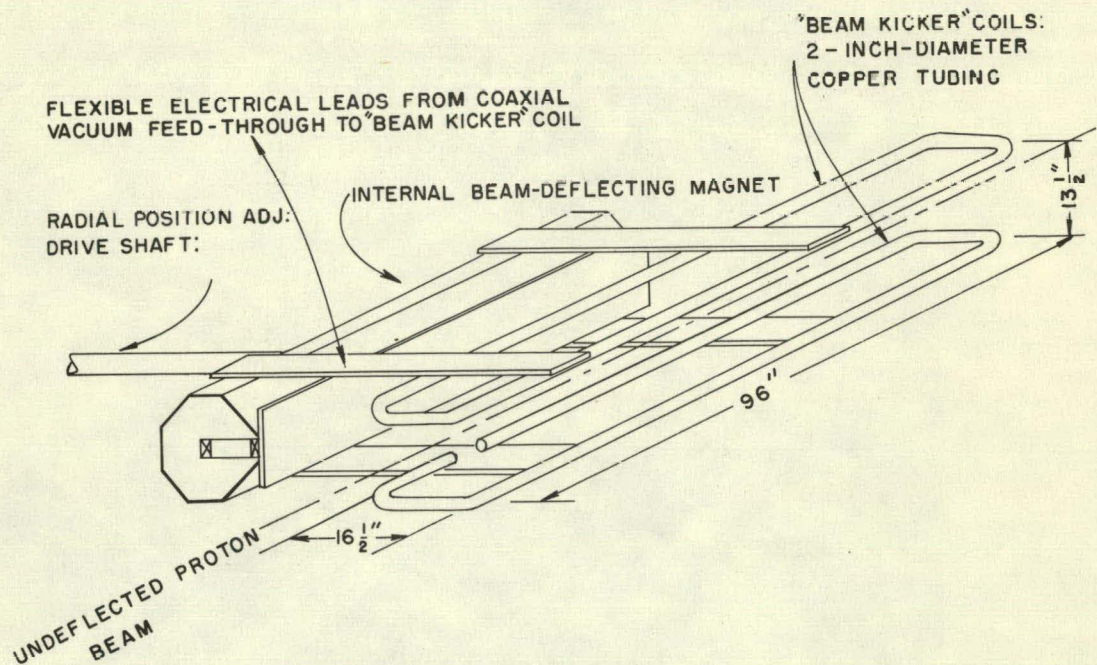 "BEAM KICKER" COILS:
2-INCH-DIAMETER
COPPER TUDING
FLEXIBLE ELECTRICAL LEADS FROM COAXIAL
VACUUM FEED-THROUGH TO "BEAM KICKER" COIL
INTERNAL BEAM-DEFLECTING MAGNET
RADIAL POSITION ADJ:
DRIVE SHAFT:
13 1/2"
96"
16 1/2"
UNDEFLECTED PROTON
BEAM